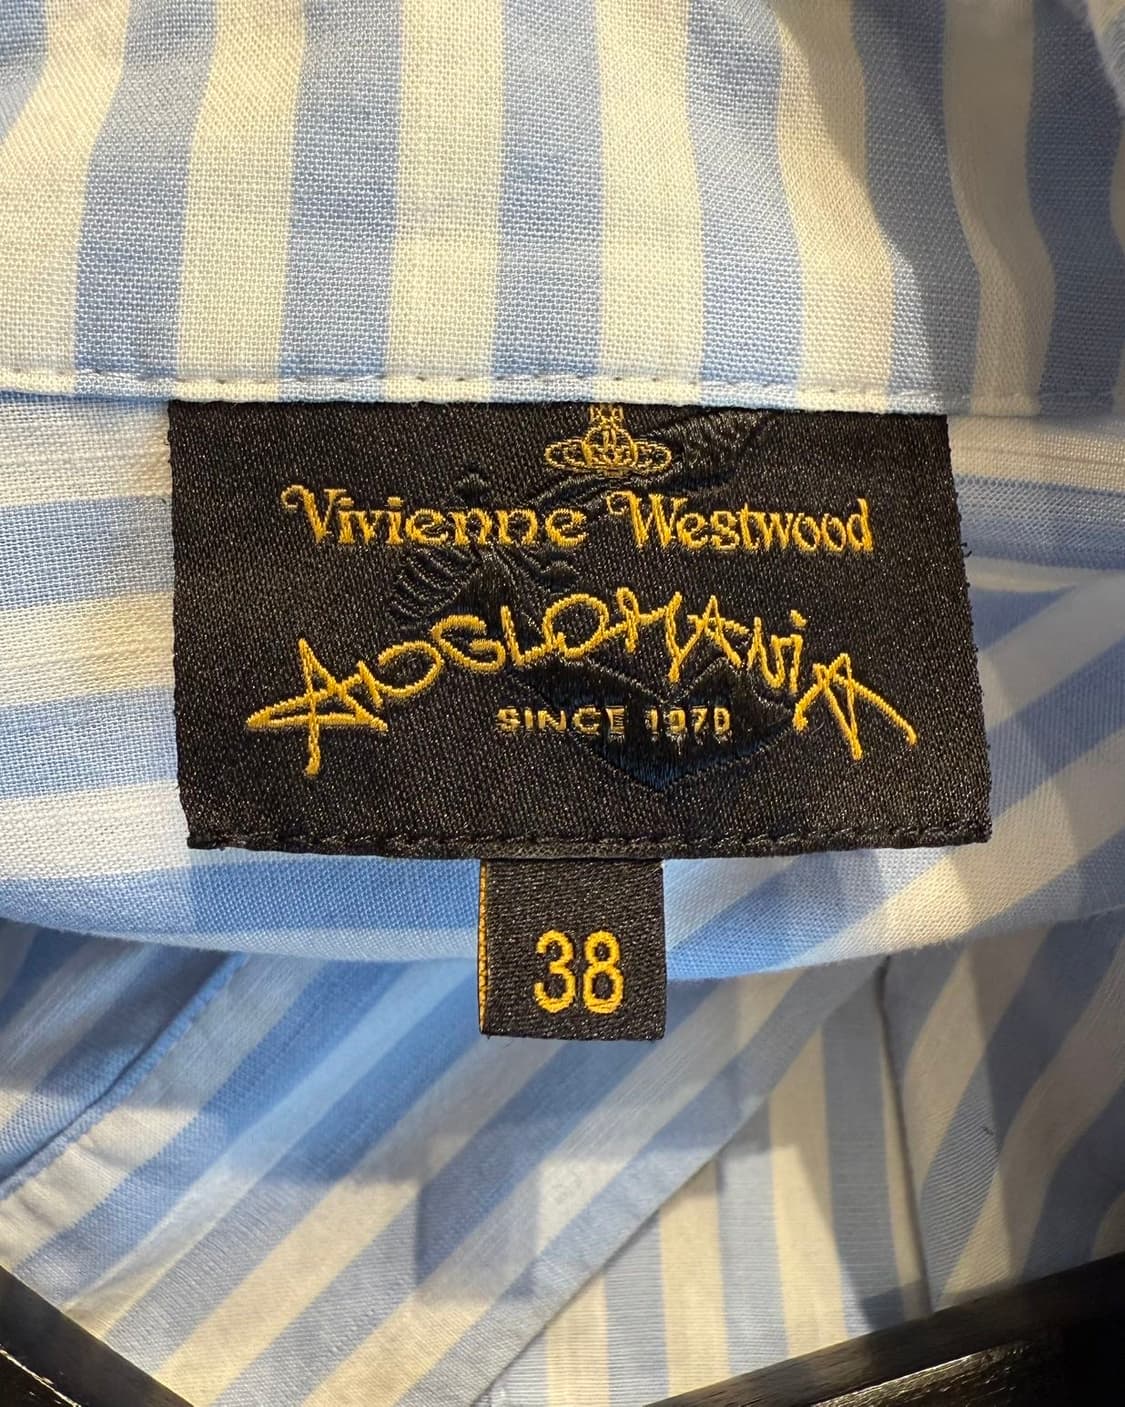 Vivienne Westwood
ANGLOMANiA
SINCE 1970
38